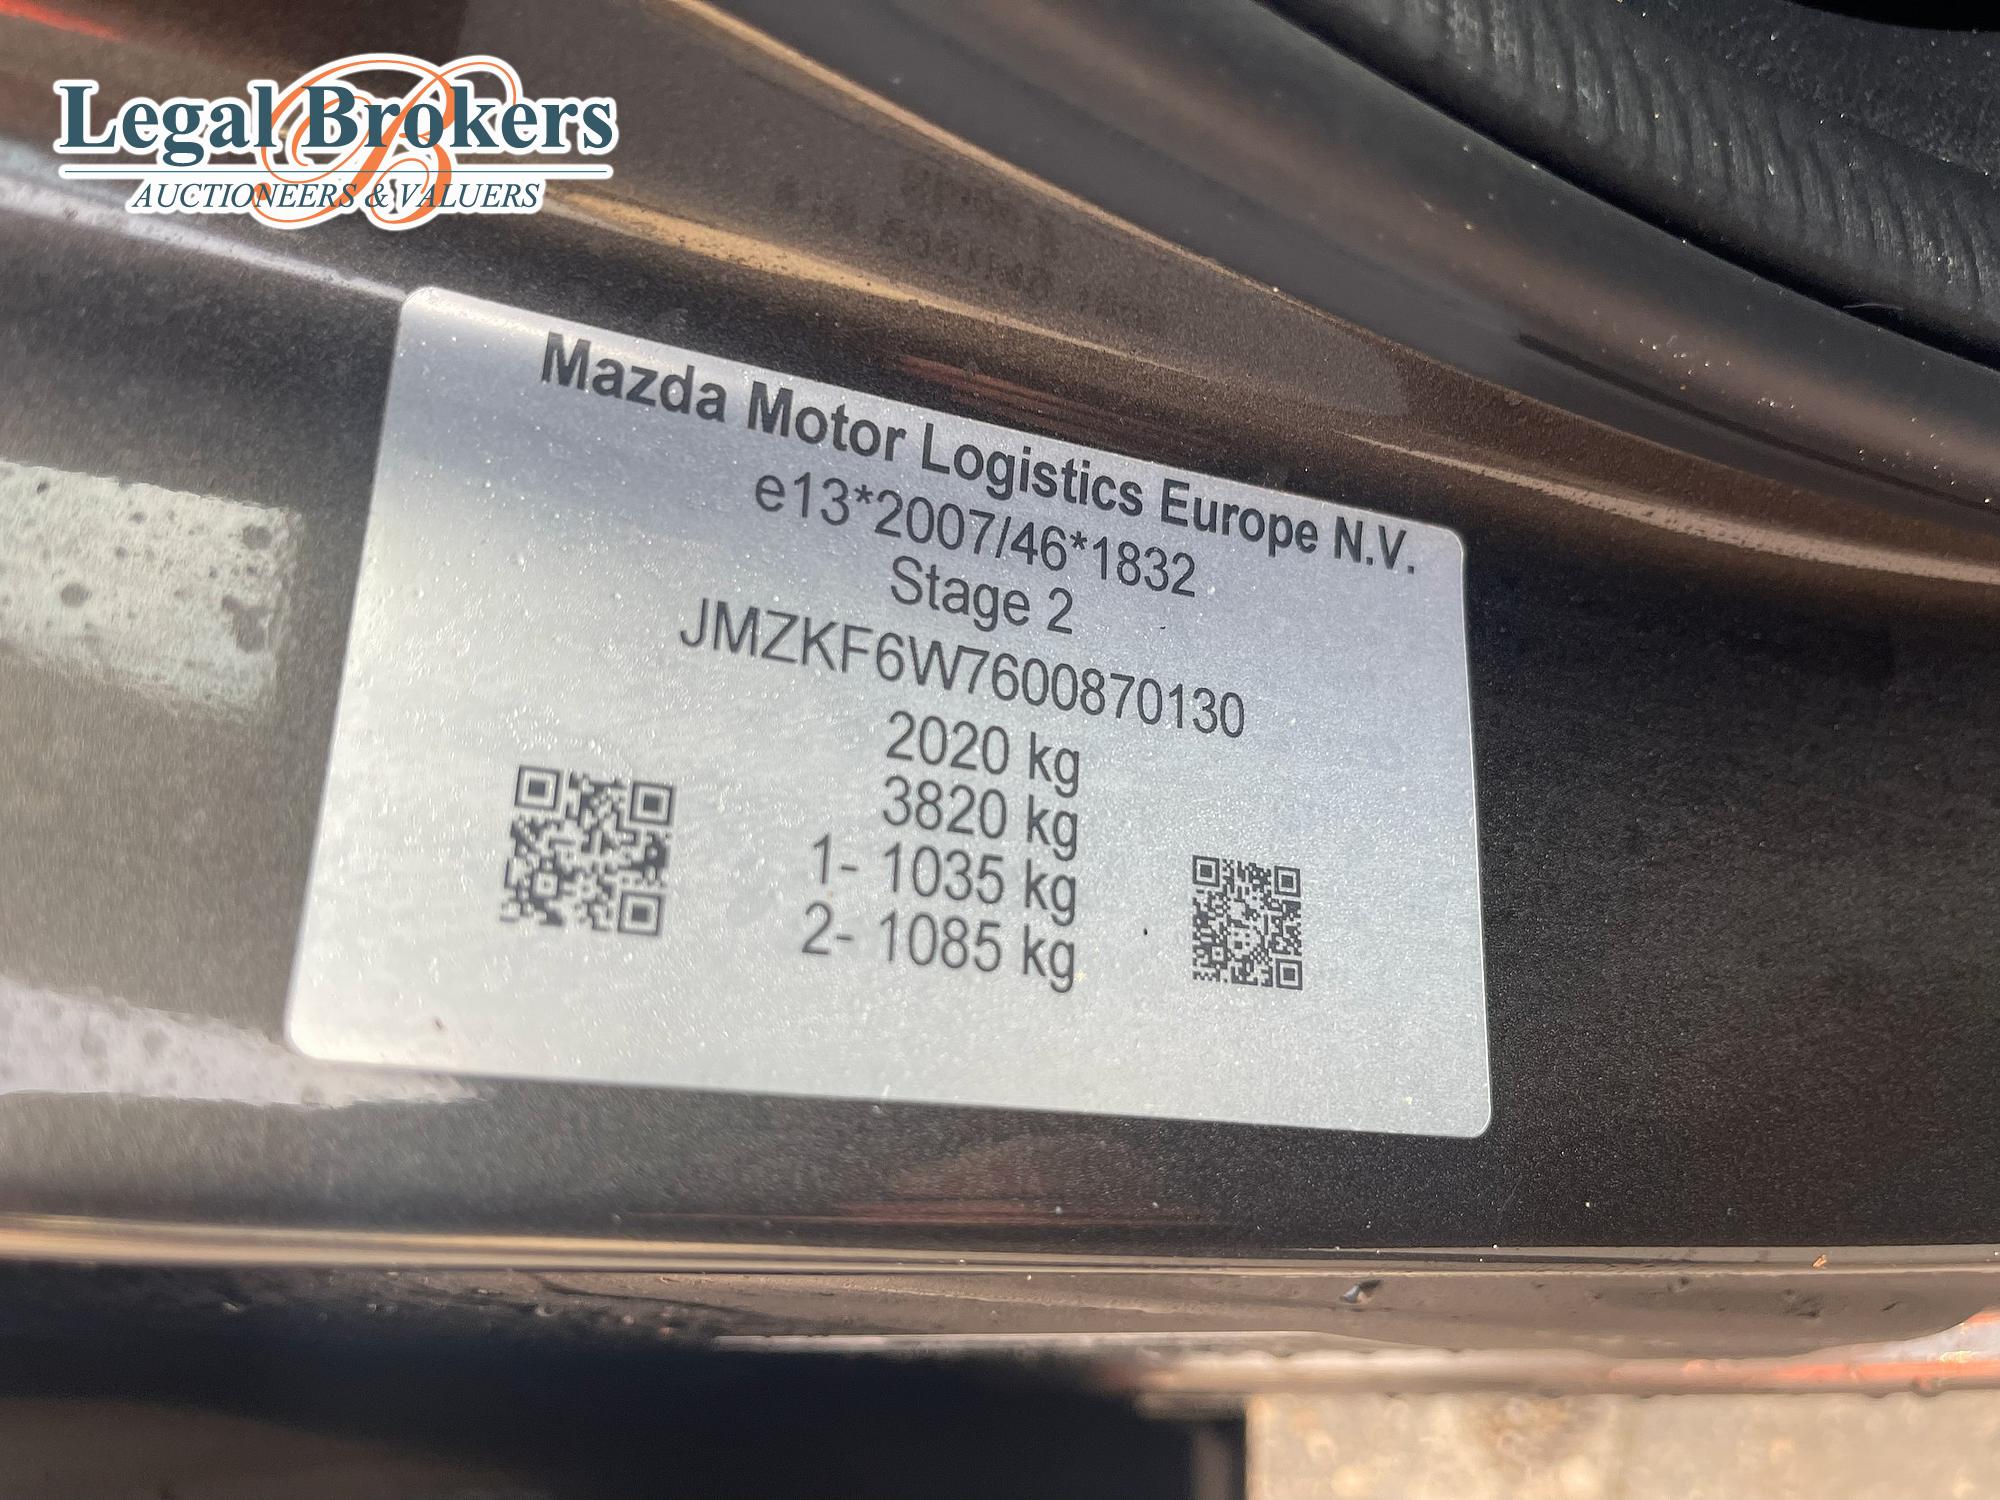 Legal Brokers
AUCTIONEERS & VALUERS
Mazda Motor Logistics Europe N.V.
e13*2007/46*1832
Stage 2
JMZKF6W7600870130
2020 kg
3820 kg
1- 1035 kg
2- 1085 kg